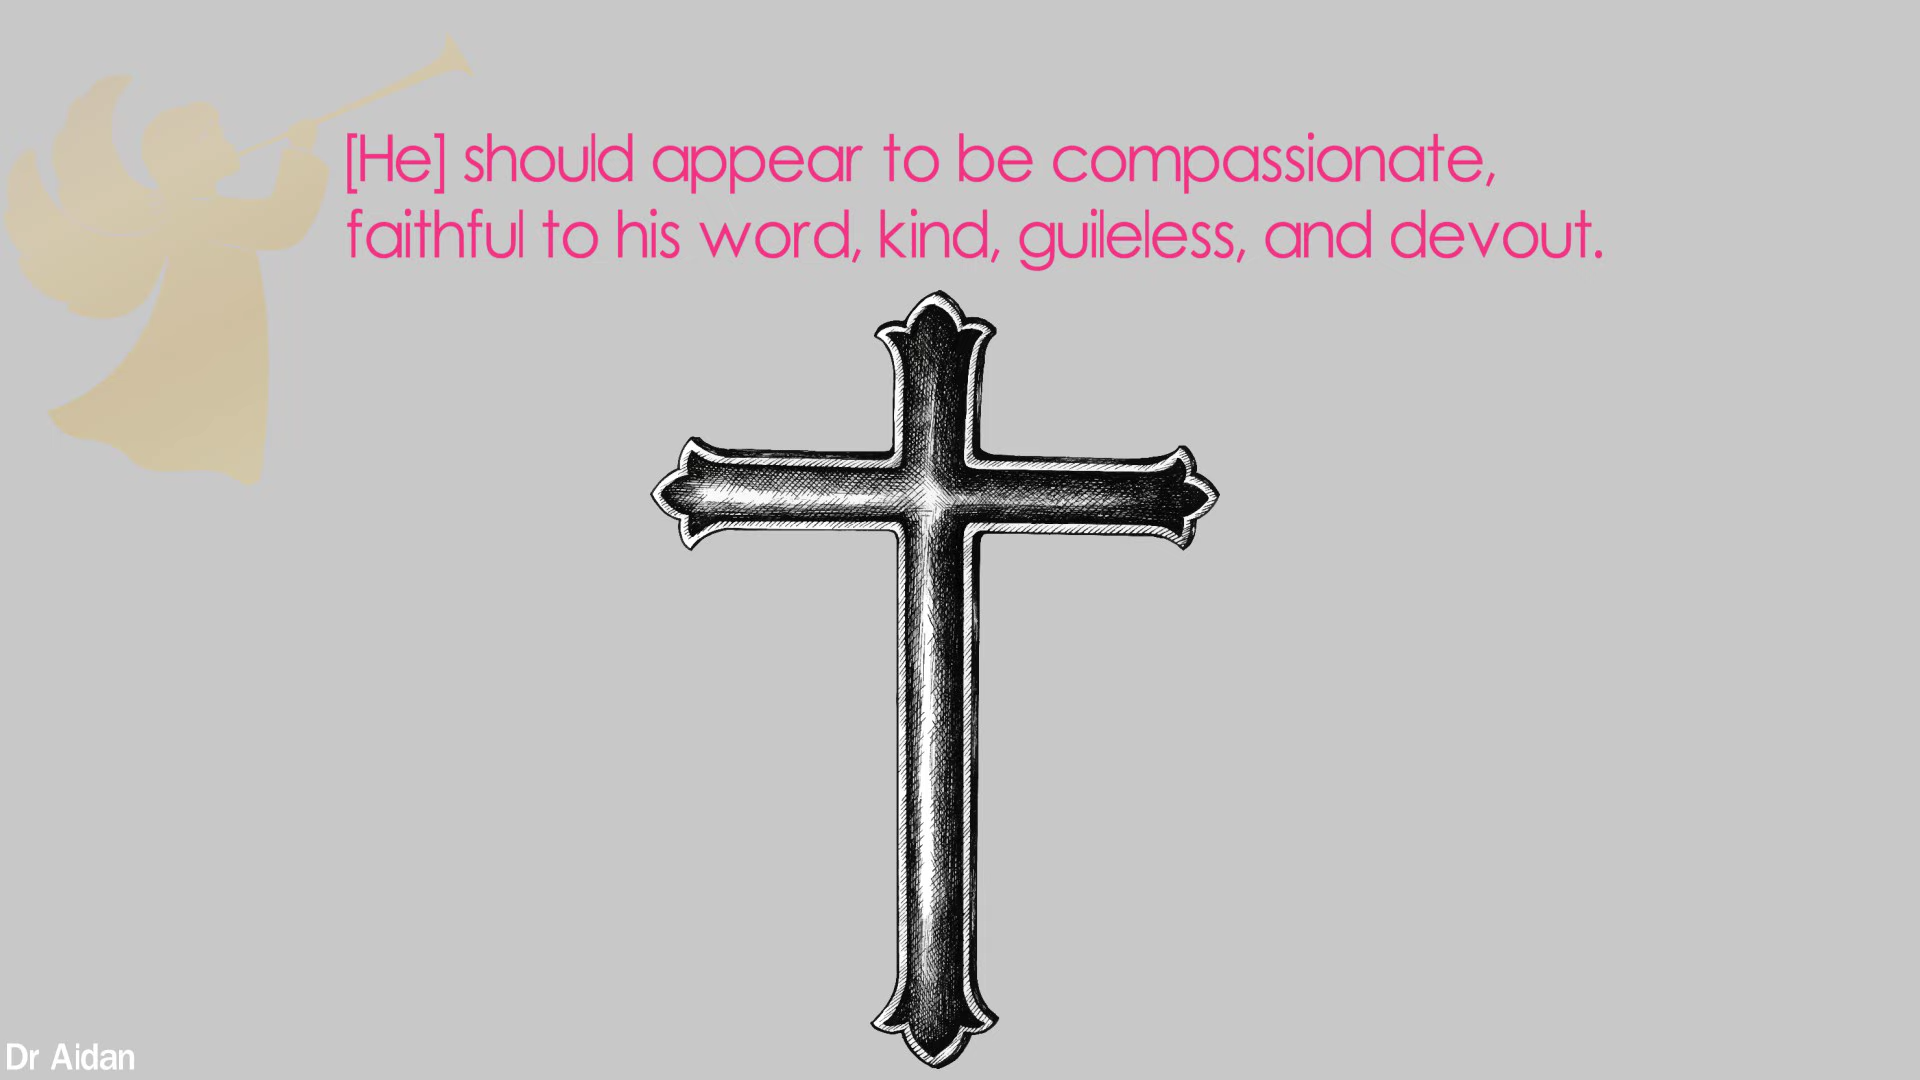 [He] should appear to be compassionate,
faithful to his word, kind, guileless, and devout.
Dr Aidan